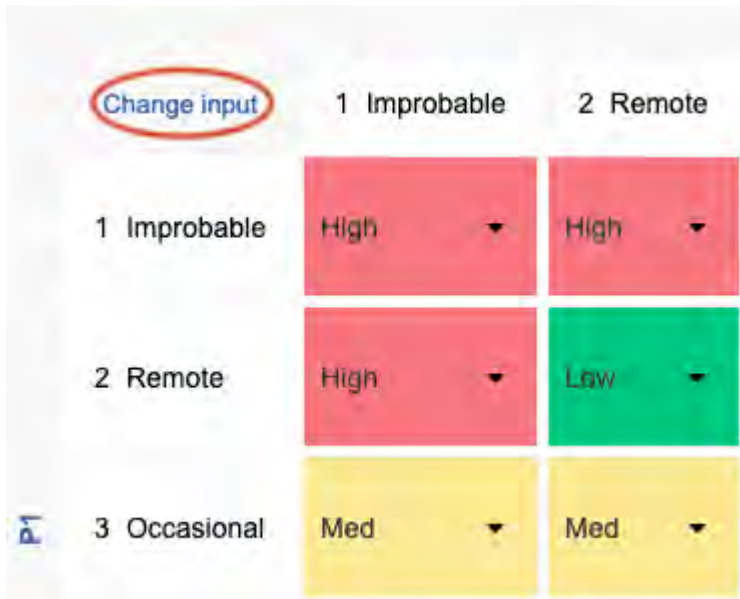 Change input 1 Improbable 2 Remote
1 Improbable High High
2 Remote High Low
P1 3 Occasional Med Med